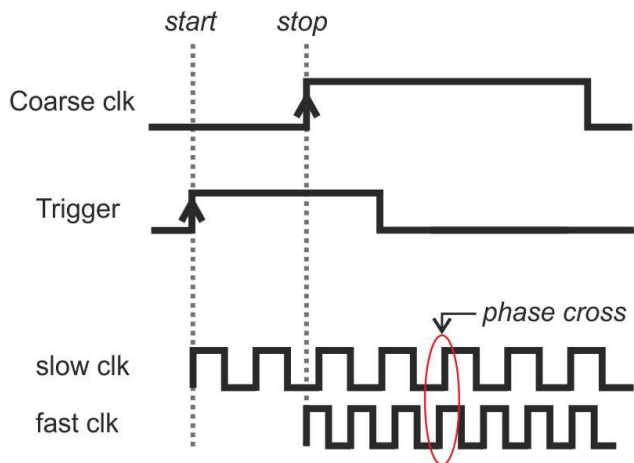 start stop
Coarse clk
Trigger
phase cross
slow clk
fast clk